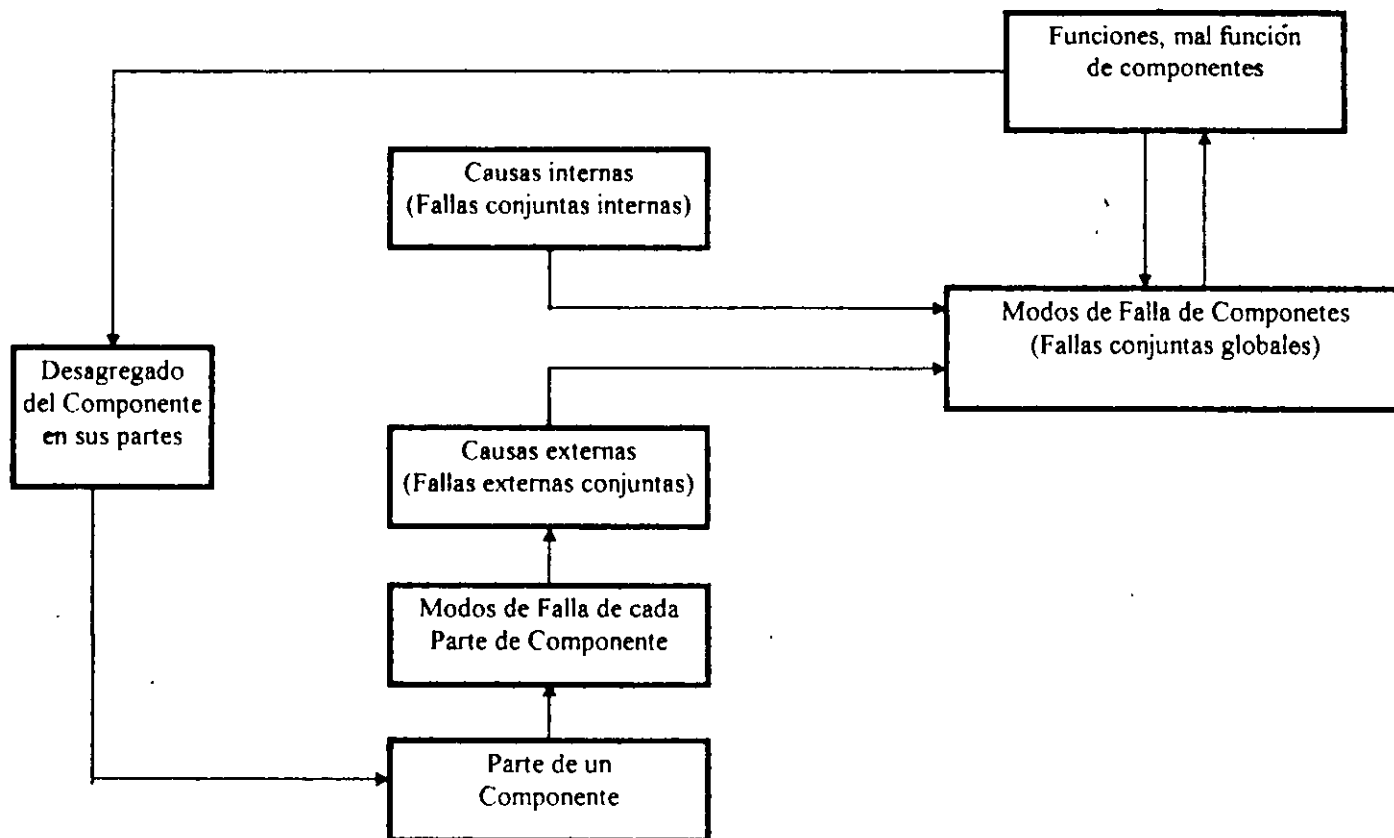 Funciones, mal función
de componentes
Causas internas
(Fallas conjuntas internas)
Modos de Falla de Componetes
(Fallas conjuntas globales)
Desagregado
del Componente
en sus partes
Causas externas
(Fallas externas conjuntas)
Modos de Falla de cada
Parte de Componente
Parte de un
Componente